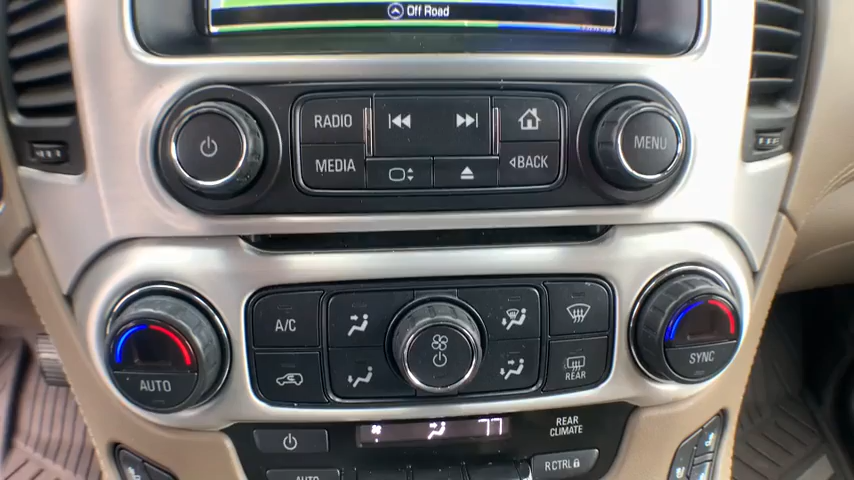 Off Road
RADIO
MEDIA
BACK
MENU
A/C
AUTO
REAR
SYNC
77
REAR
CLIMATE
R CTRL
AUTO